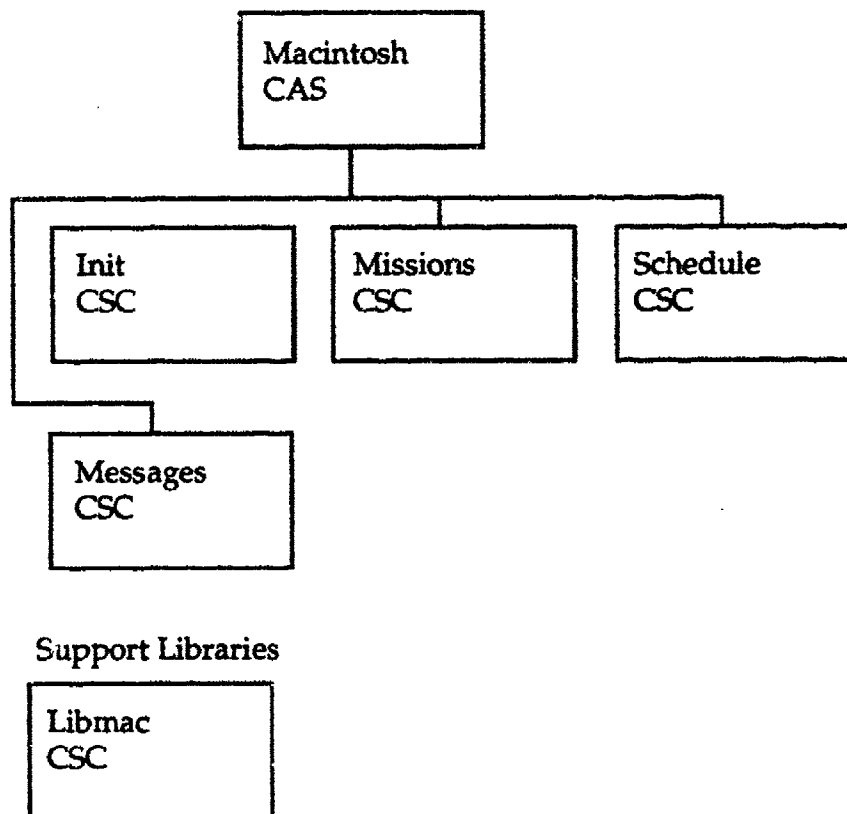 Macintosh
CAS
Init
CSC
Missions
CSC
Schedule
CSC
Messages
CSC
Support Libraries
Libmac
CSC